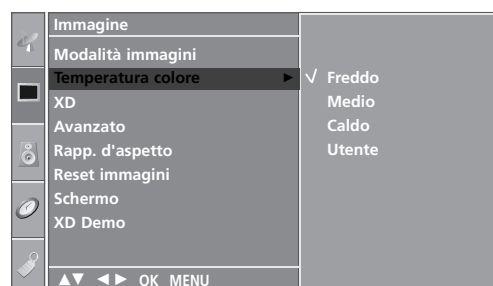 Immagine
Modalità immagini
Temperatura colore ►
XD
Avanzato
Rapp. d'aspetto
Reset immagini
Schermo
XD Demo
▲▼ ◄► OK MENU
√ Freddo
Medio
Caldo
Utente